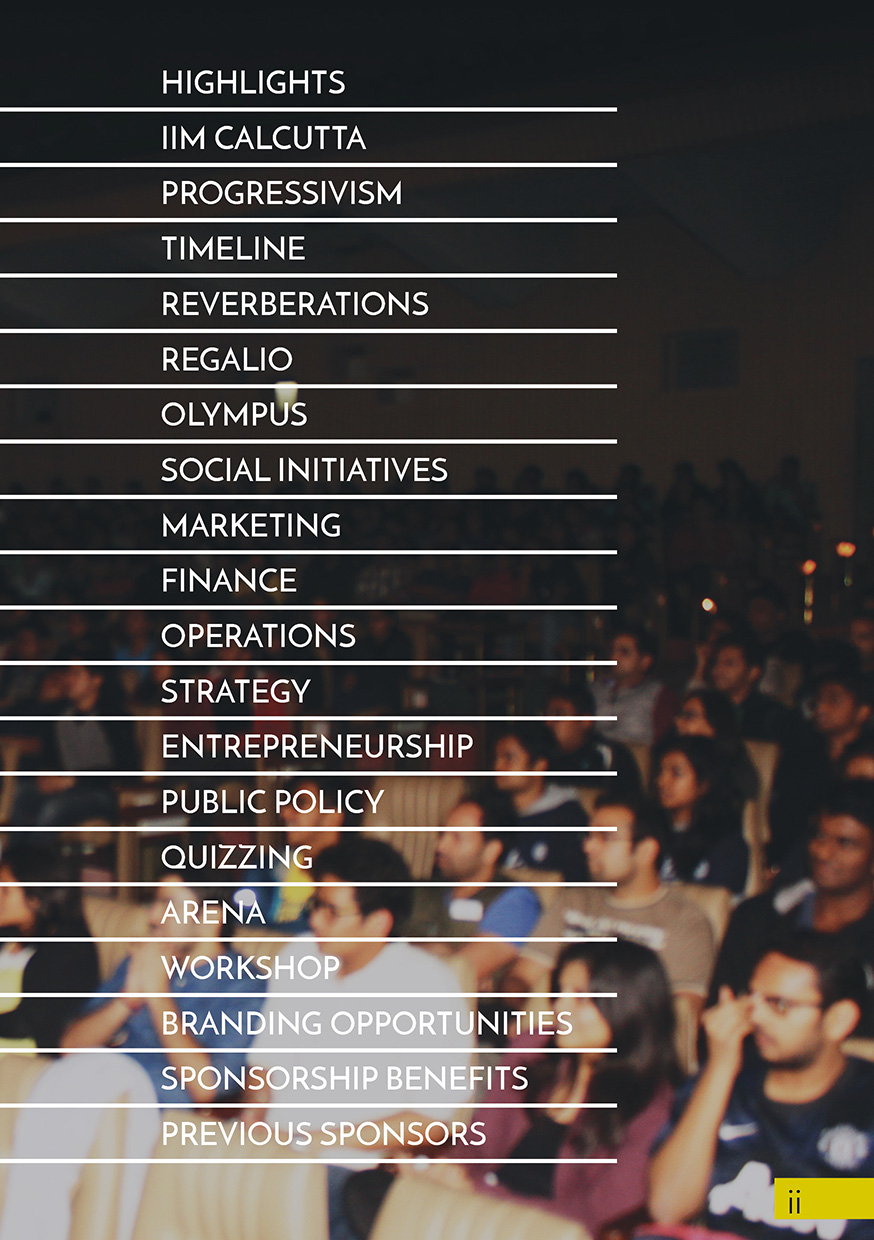 HIGHLIGHTS
IIM CALCUTTA
PROGRESSIVISM
TIMELINE
REVERBERATIONS
REGALIO
OLYMPUS
SOCIAL INITIATIVES
MARKETING
FINANCE
OPERATIONS
STRATEGY
ENTREPRENEURSHIP
PUBLIC POLICY
QUIZZING
ARENA
WORKSHOP
BRANDING OPPORTUNITIES
SPONSORSHIP BENEFITS
PREVIOUS SPONSORS
ii